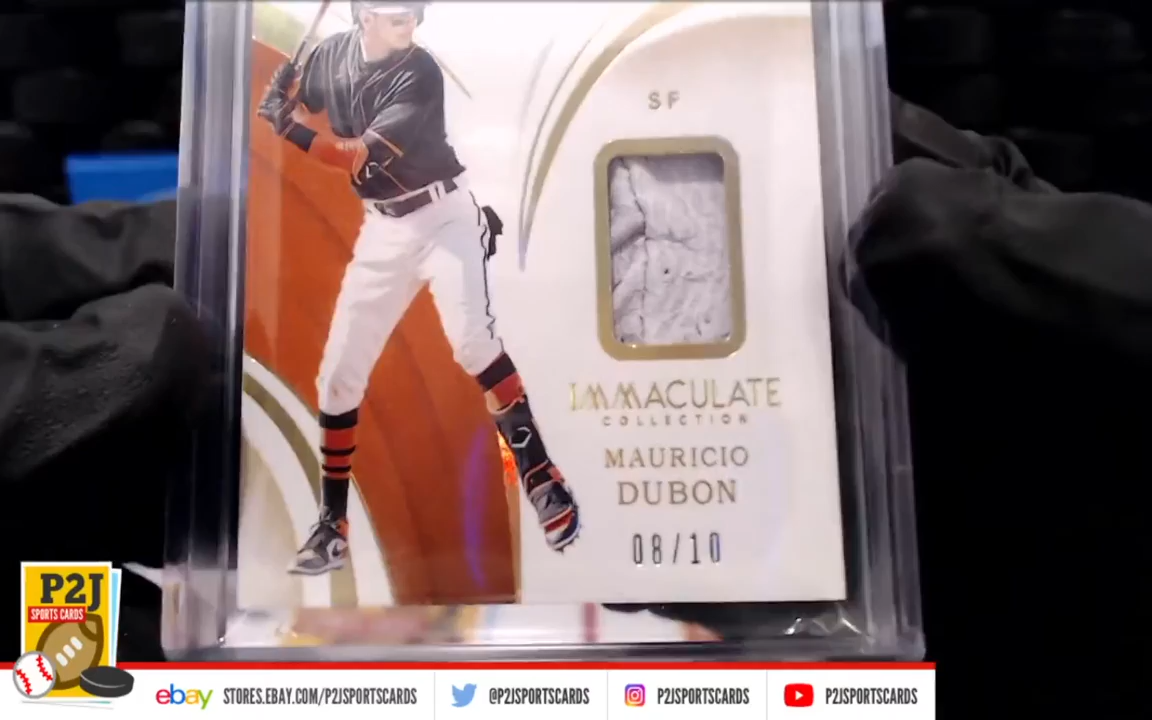 SF
IMMACULATE
COLLECTION
MAURICIO
DUBON
08/10
P2J
SPORTS CARDS
ebay STORES.EBAY.COM/P2JSPORTSCARDS
@P2JSPORTSCARDS
P2JSPORTSCARDS
P2JSPORTSCARDS